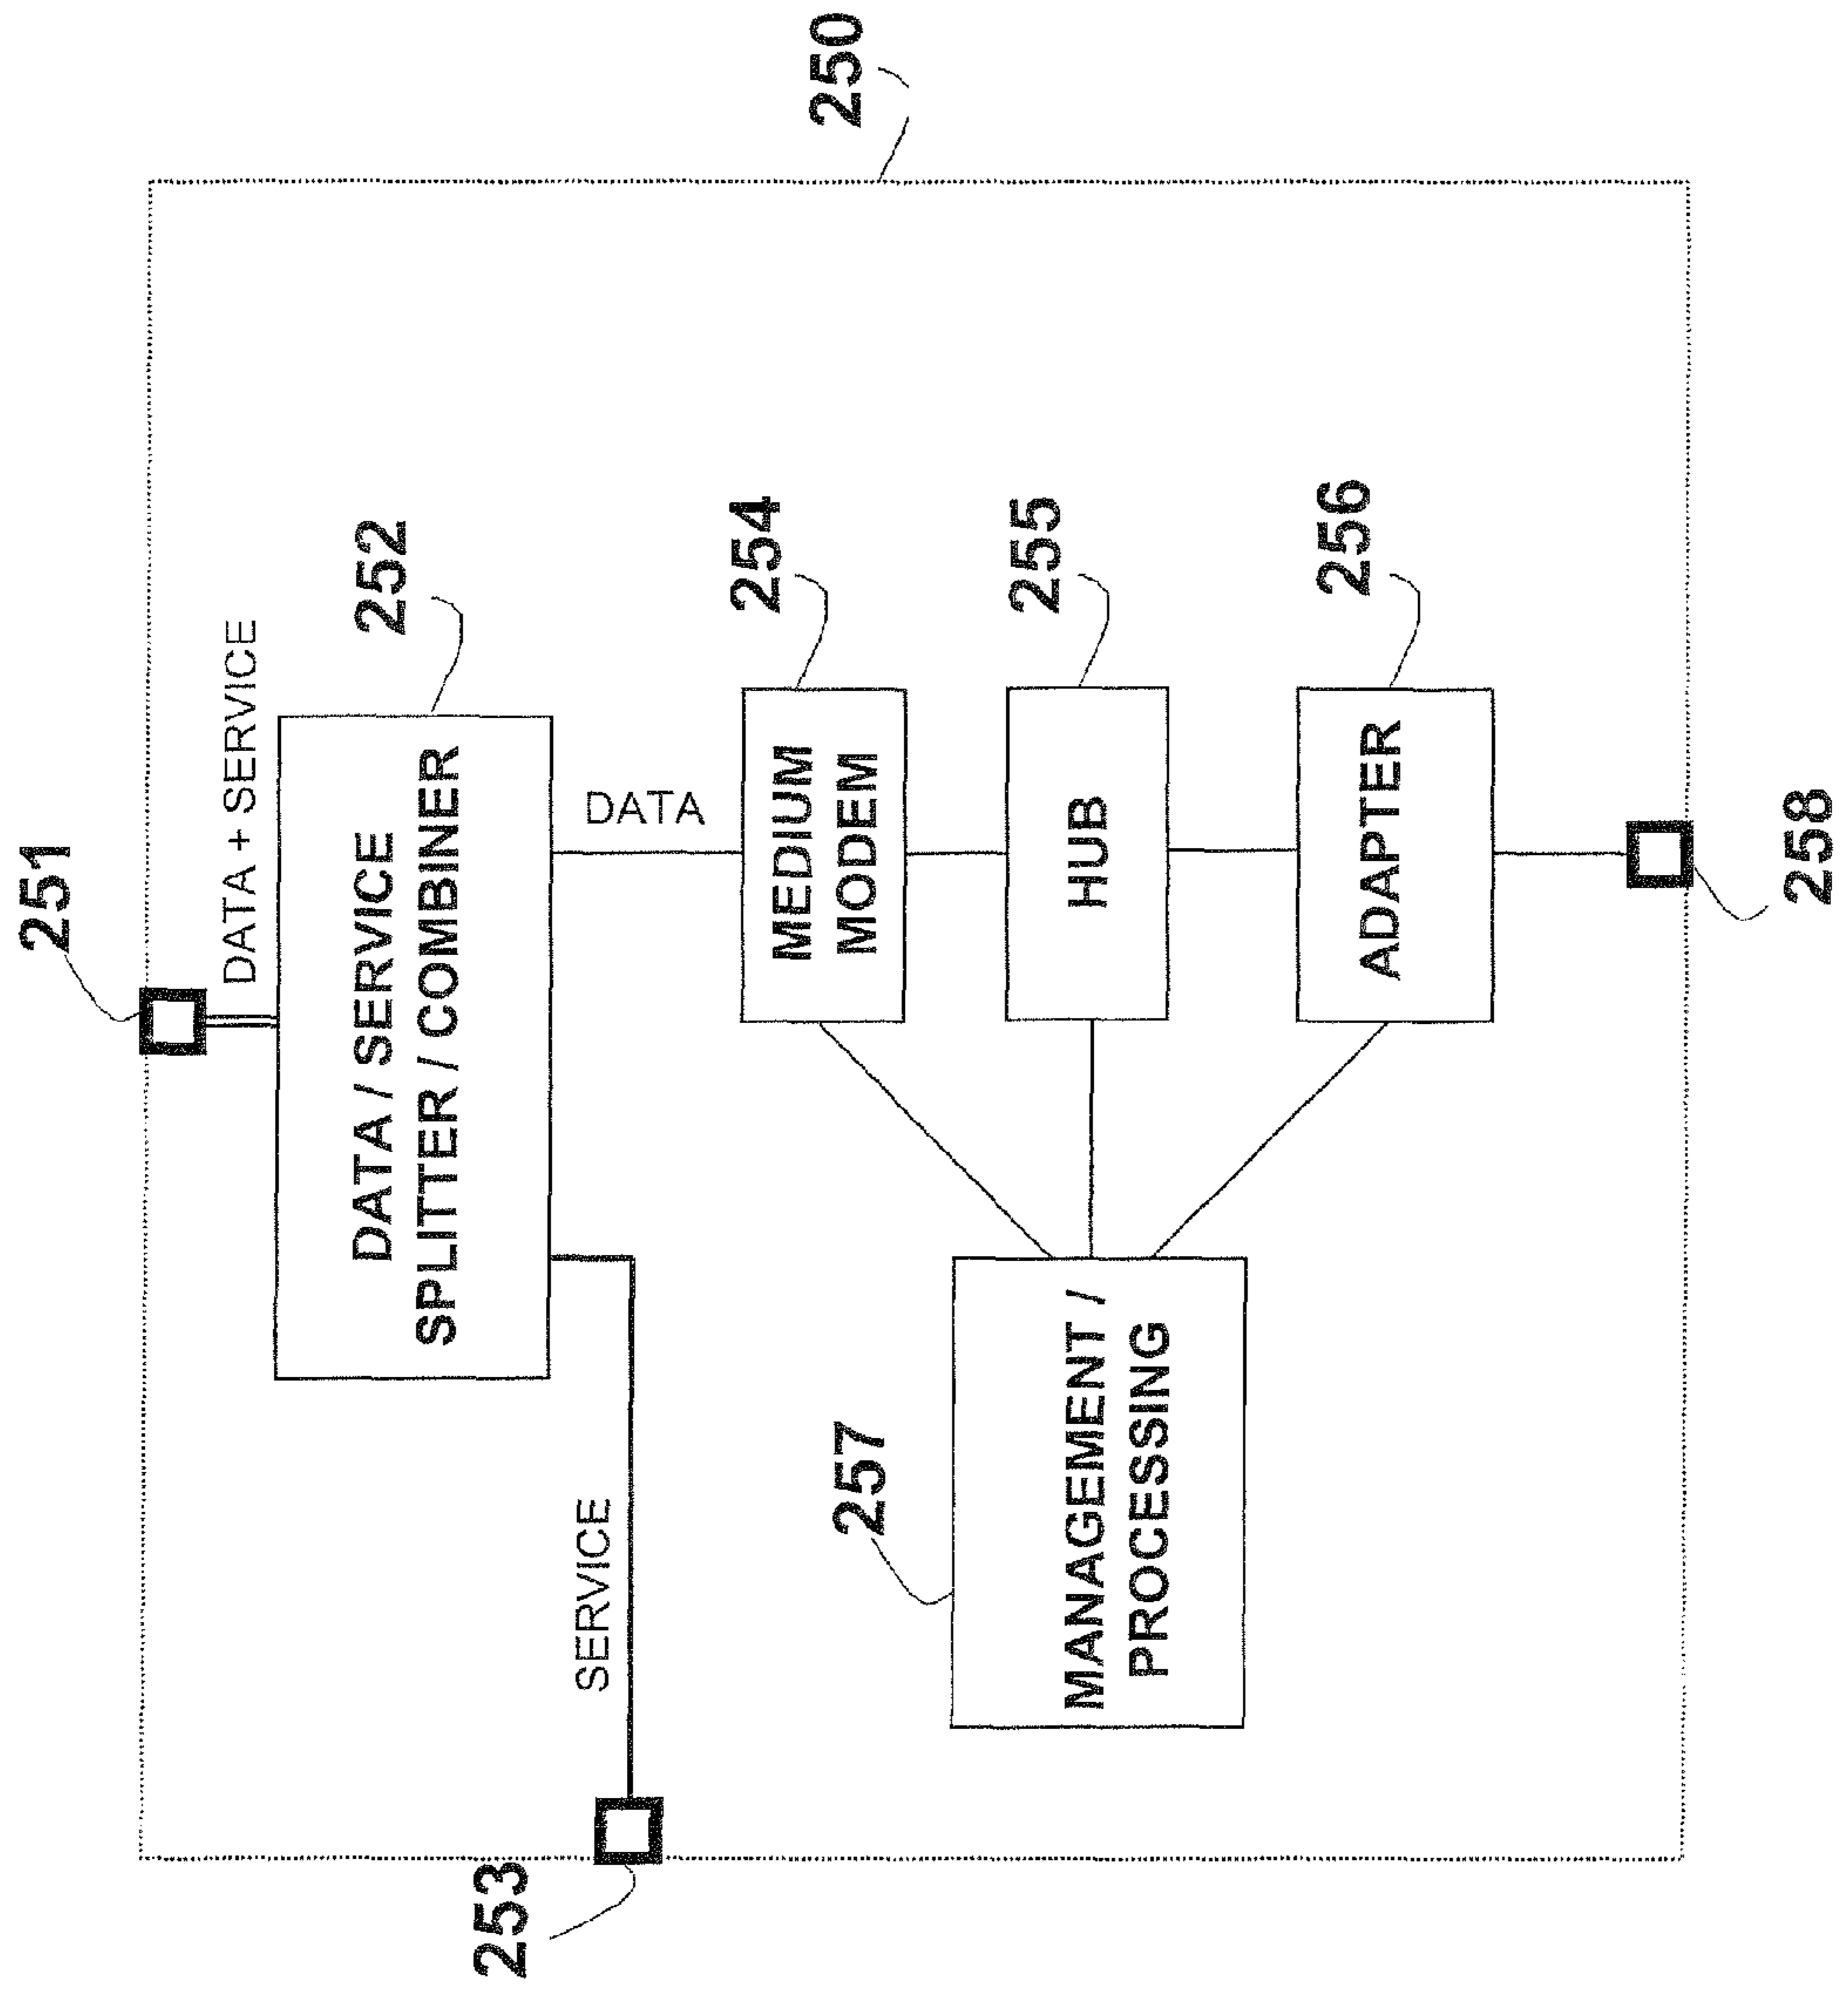 250
251
DATA + SERVICE
252
DATA / SERVICE
SPLITTER / COMBINER
253
SERVICE
DATA
254
MEDIUM
MODEM
255
HUB
256
ADAPTER
257
MANAGEMENT /
PROCESSING
258